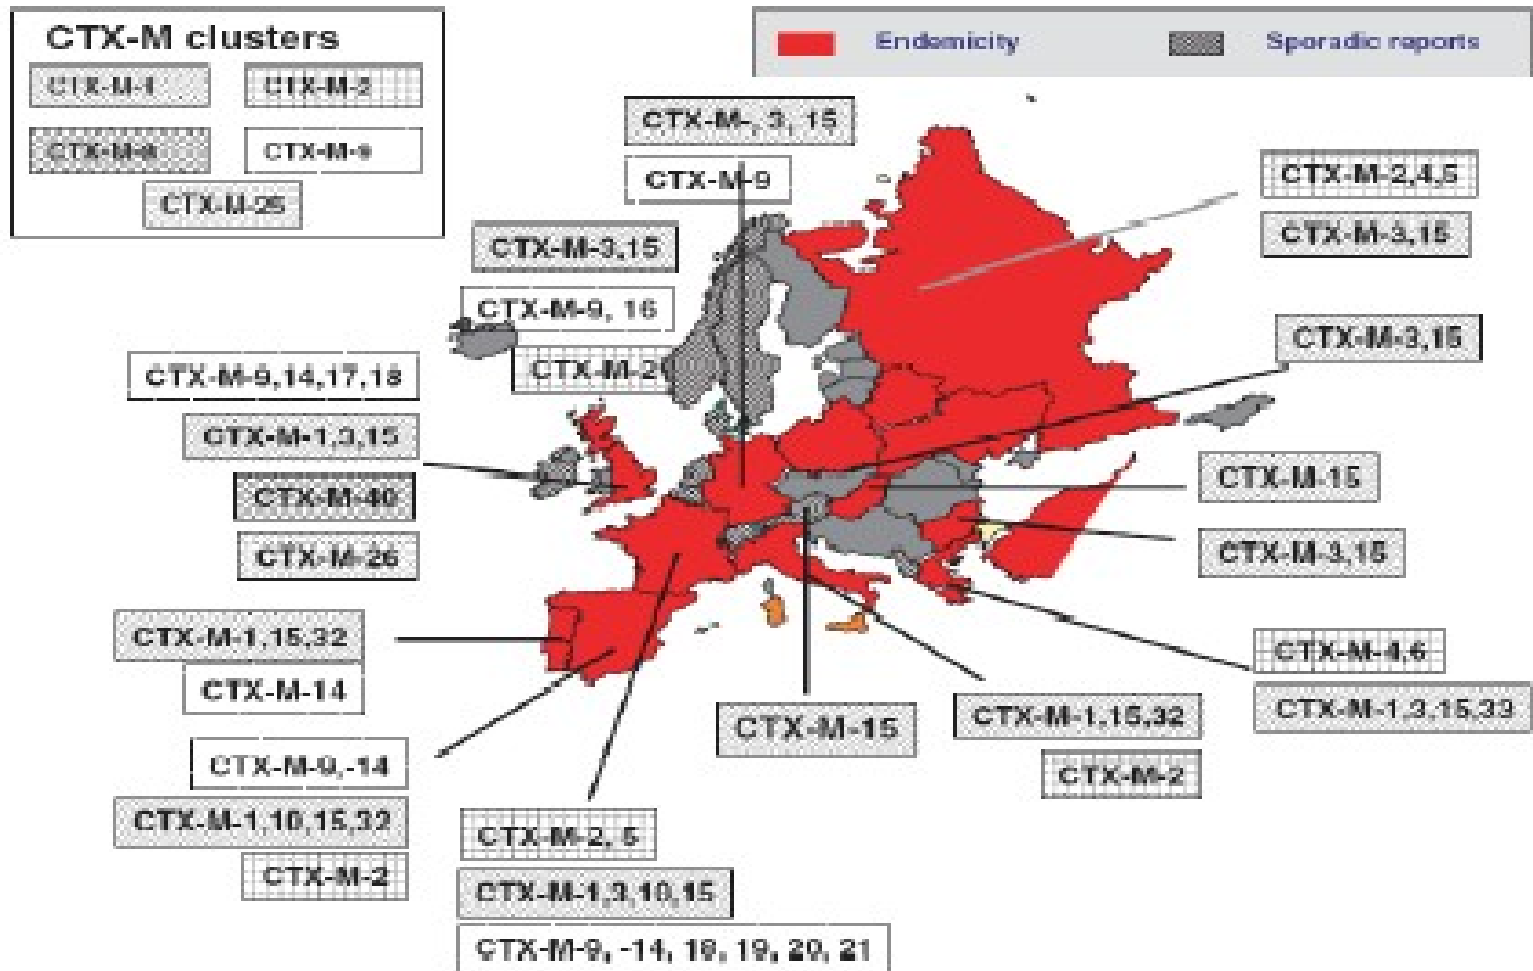 CTX-M clusters
CTX-M-1
CTX-M-2
CTX-M-8
CTX-M-9
CTX-M-25
Endemicity
Sporadic reports
CTX-M-, 3, 15
CTX-M-9
CTX-M-2,4,5
CTX-M-3,15
CTX-M-3,15
CTX-M-9, 16
CTX-M-2
CTX-M-3,15
CTX-M-9,14,17,18
CTX-M-1,3,15
CTX-M-40
CTX-M-26
CTX-M-15
CTX-M-3,15
CTX-M-1,15,32
CTX-M-14
CTX-M-4,6
CTX-M-1,3,15,33
CTX-M-15
CTX-M-1,15,32
CTX-M-2
CTX-M-9,-14
CTX-M-1,10,15,32
CTX-M-2
CTX-M-2, 5
CTX-M-1,3,10,15
CTX-M-9, -14, 18, 19, 20, 21